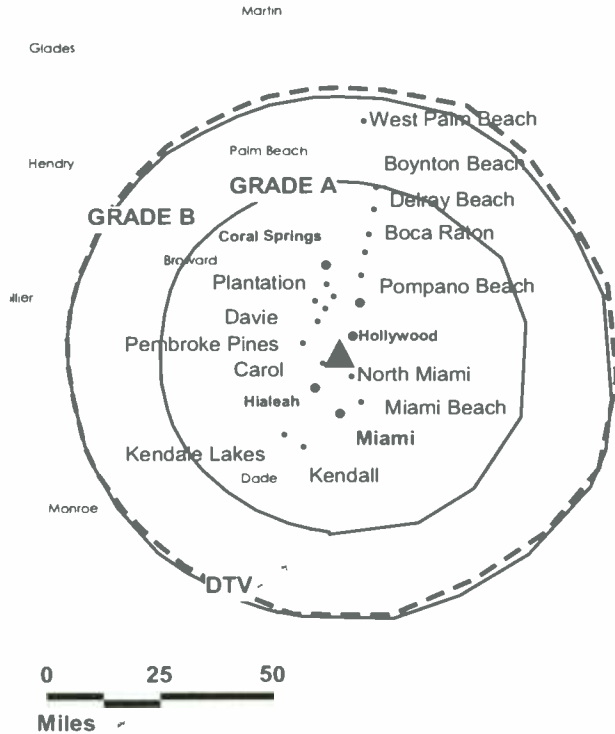 Martin
Glades
West Palm Beach
Palm Beach
Boynton Beach
Hendry
GRADE A
Delray Beach
GRADE B
Coral Springs
Boca Raton
Broward
Plantation
Pompano Beach
llier
Davie
Hollywood
Pembroke Pines
Carol
North Miami
Hialeah
Miami Beach
Miami
Kendale Lakes
Dade
Kendall
Monroe
DTV
0 25 50
Miles